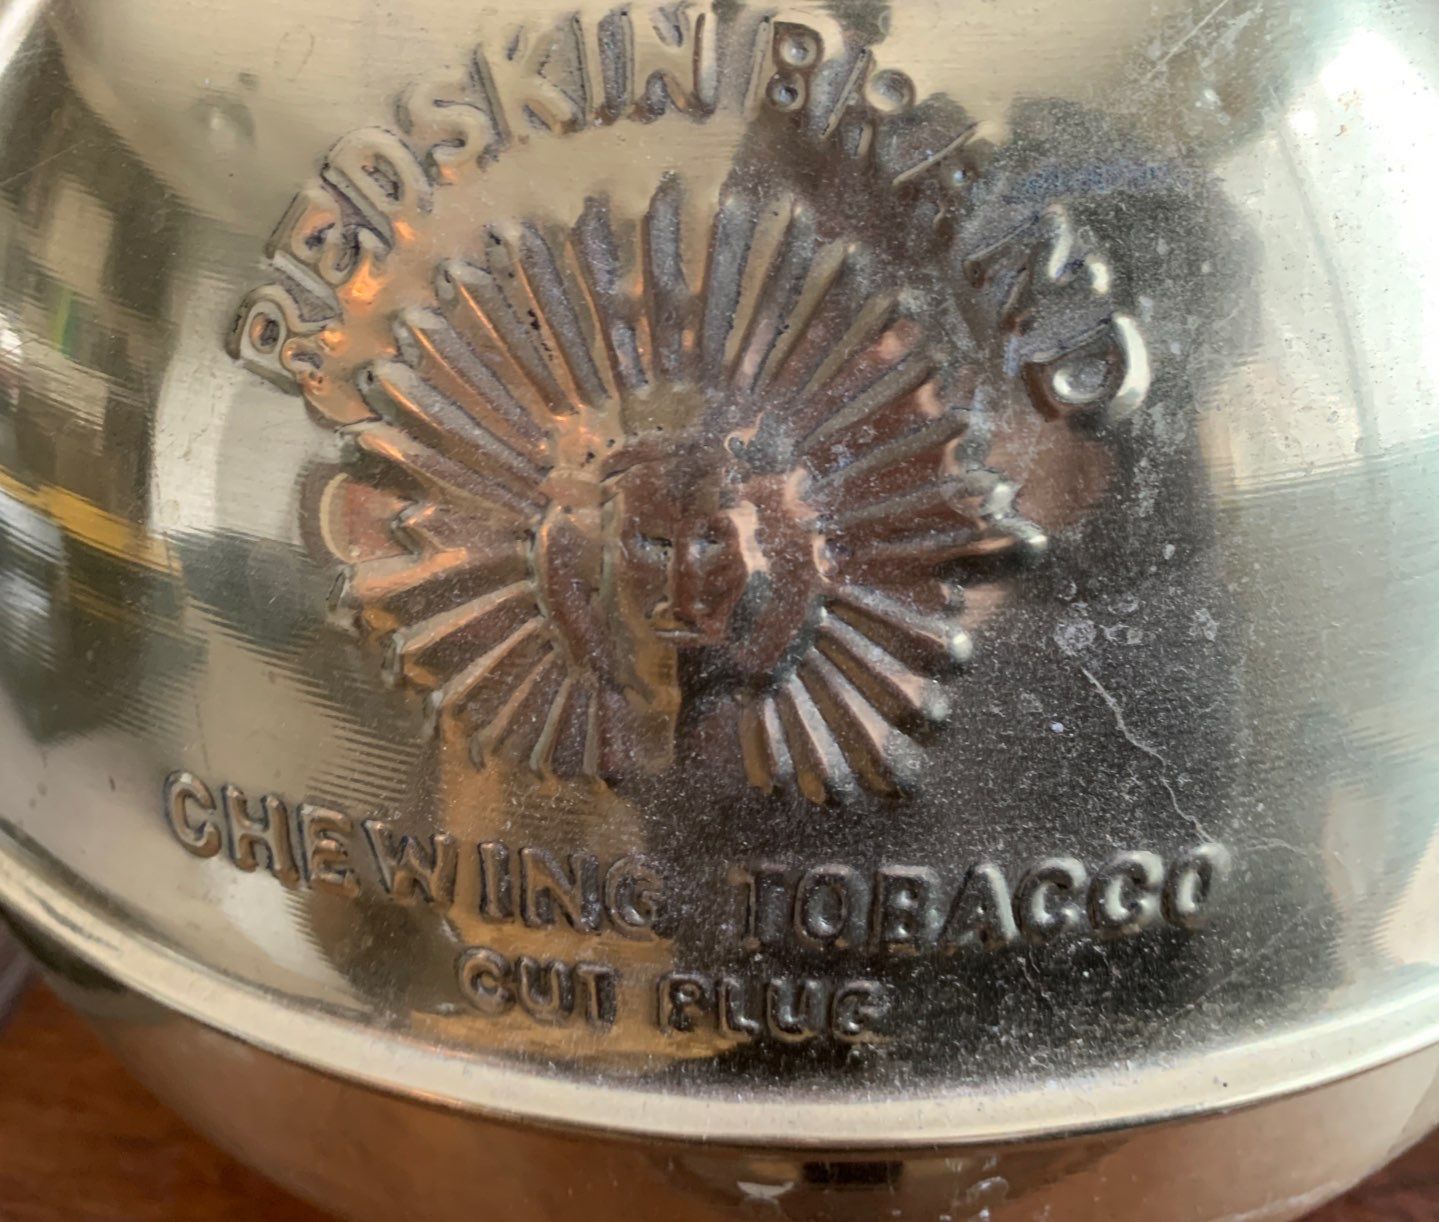 REDSKIN BRAND
CHEWING TOBACCO
CUT PLUG